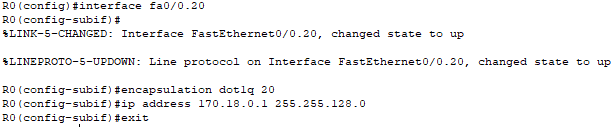 R0(config)#interface fa0/0.20
R0(config-subif)#
%LINK-5-CHANGED: Interface FastEthernet0/0.20, changed state to up
%LINEPROTO-5-UPDOWN: Line protocol on Interface FastEthernet0/0.20, changed state to up
R0(config-subif)#encapsulation dot1q 20
R0(config-subif)#ip address 170.18.0.1 255.255.128.0
R0(config-subif)#exit